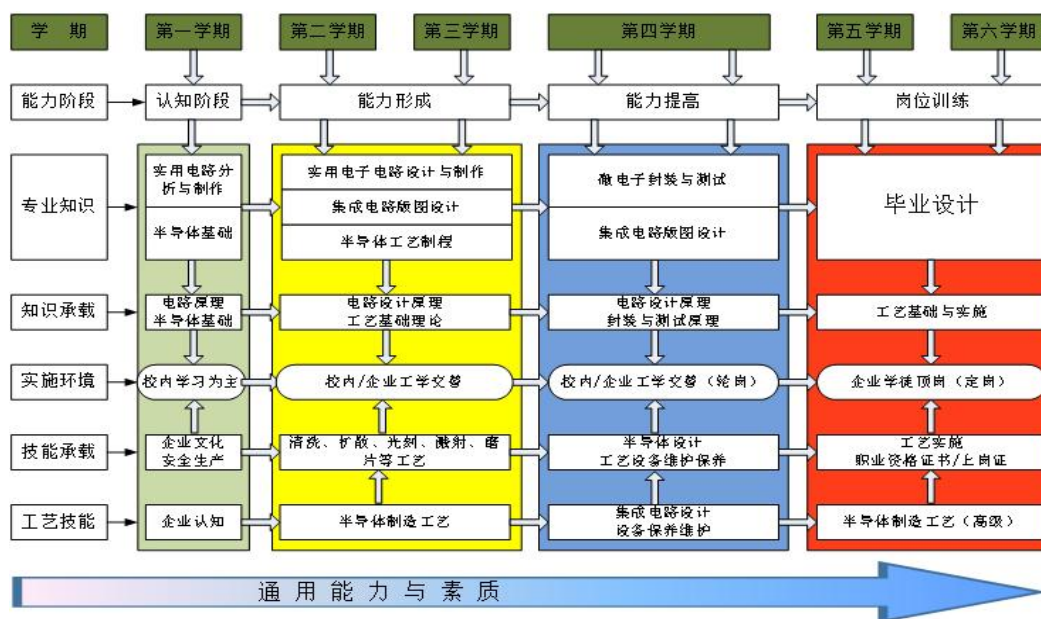 学 期
第一学期
第二学期
第三学期
第四学期
第五学期
第六学期
能力阶段
认知阶段
能力形成
能力提高
岗位训练
专业知识
实用电路分
析与制作
半导体基础
实用电子电路设计与制作
集成电路版图设计
半导体工艺制程
微电子封装与测试
集成电路版图设计
毕业设计
知识承载
电路原理
半导体基础
电路设计原理
工艺基础理论
电路设计原理
封装与测试原理
工艺基础与实施
实施环境
校内学习为主
校内/企业工学交替
校内/企业工学交替（轮岗）
企业学徒顶岗（定岗）
技能承载
企业文化
安全生产
清洗、扩散、光刻、溅射、磨
片等工艺
半导体设计
工艺设备维护保养
工艺实施
职业资格证书/上岗证
工艺技能
企业认知
半导体制造工艺
集成电路设计
设备保养维护
半导体制造工艺（高级）
通用能力与素质